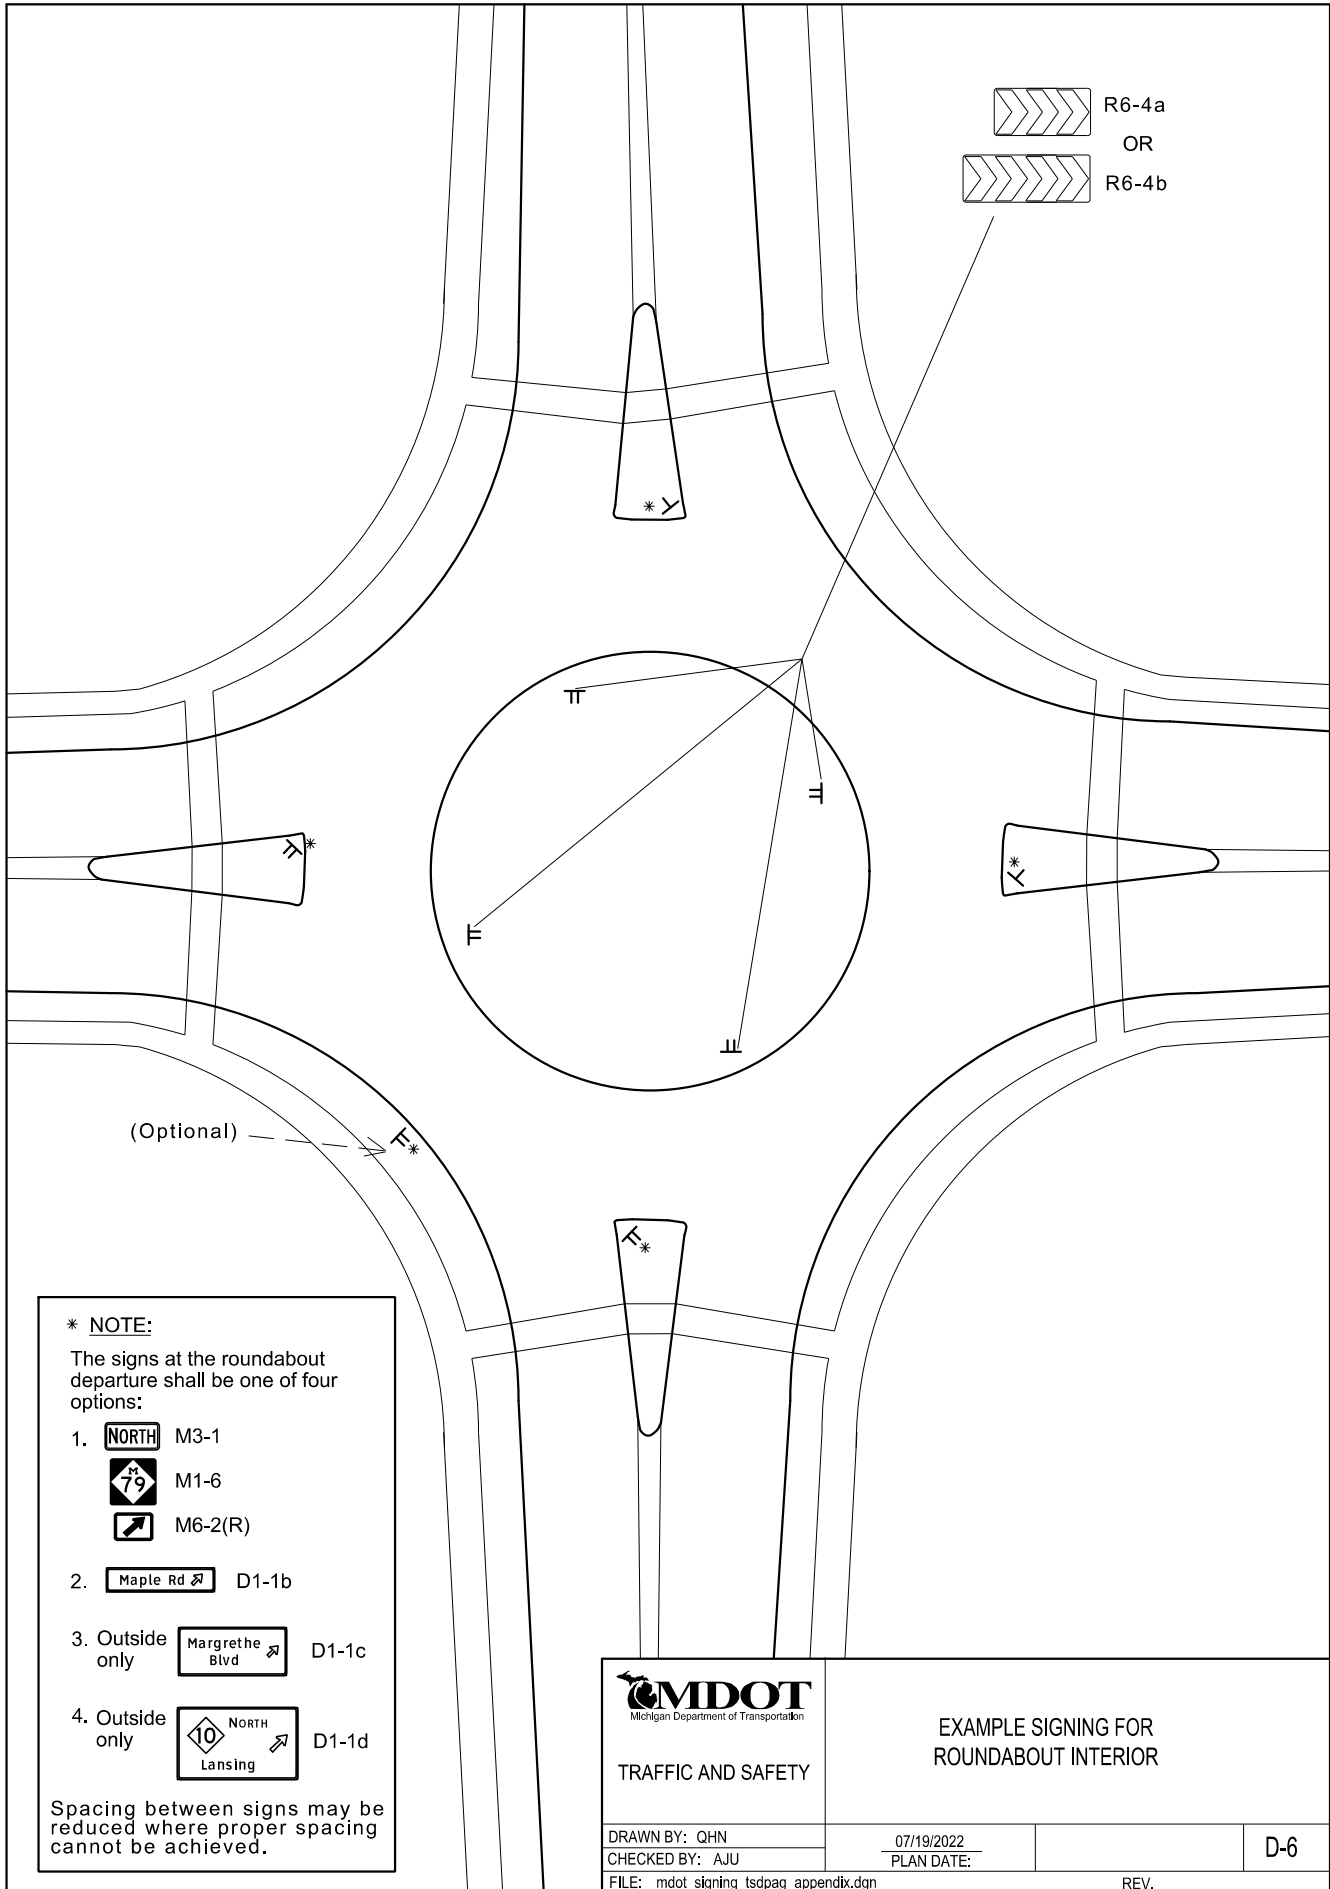 R6-4a
OR
R6-4b
(Optional)
* NOTE:
The signs at the roundabout
departure shall be one of four
options:
1. NORTH M3-1
M 79 M1-6
M6-2(R)
2. Maple Rd D1-1b
3. Outside only
Margrethe Blvd
D1-1c
4. Outside only
10 NORTH
Lansing
D1-1d
Spacing between signs may be
reduced where proper spacing
cannot be achieved.
MDOT
Michigan Department of Transportation
TRAFFIC AND SAFETY
EXAMPLE SIGNING FOR
ROUNDABOUT INTERIOR
DRAWN BY: QHN
CHECKED BY: AJU
07/19/2022
PLAN DATE:
D-6
FILE: mdot_signing_tsdpag_appendix.dgn
REV.